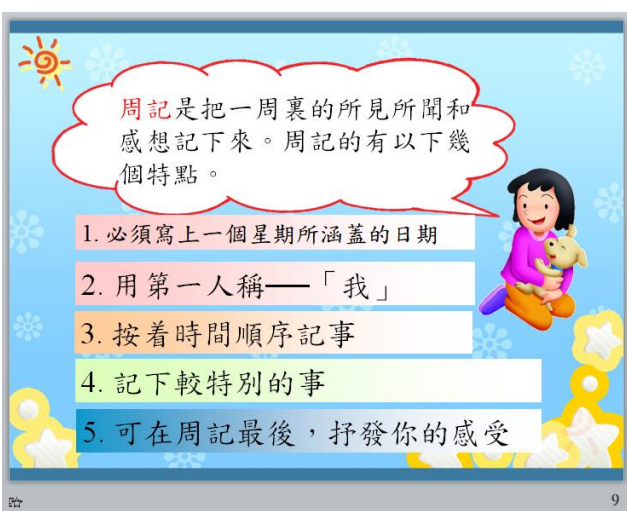 周記是把一周裏的所見所聞和
感想記下來。周記的有以下幾
個特點。
1. 必須寫上一個星期所涵蓋的日期
2. 用第一人稱──「我」
3. 按着時間順序記事
4. 記下較特別的事
5. 可在周記最後，抒發你的感受
9